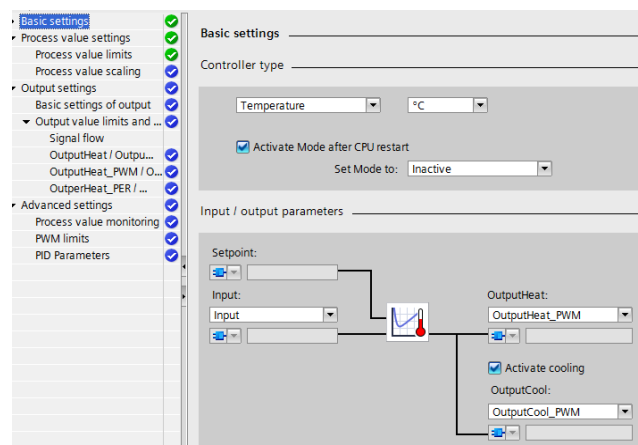 Basic settings
Process value settings
Process value limits
Process value scaling
Output settings
Basic settings of output
Output value limits and ...
Signal flow
OutputHeat / Outpu...
OutputHeat_PWM / O...
OutperHeat_PER / ...
Advanced settings
Process value monitoring
PWM limits
PID Parameters
Basic settings
Controller type
Temperature °C
Activate Mode after CPU restart
Set Mode to: Inactive
Input / output parameters
Setpoint:
Input: OutputHeat:
Input OutputHeat_PWM
Activate cooling
OutputCool:
OutputCool_PWM